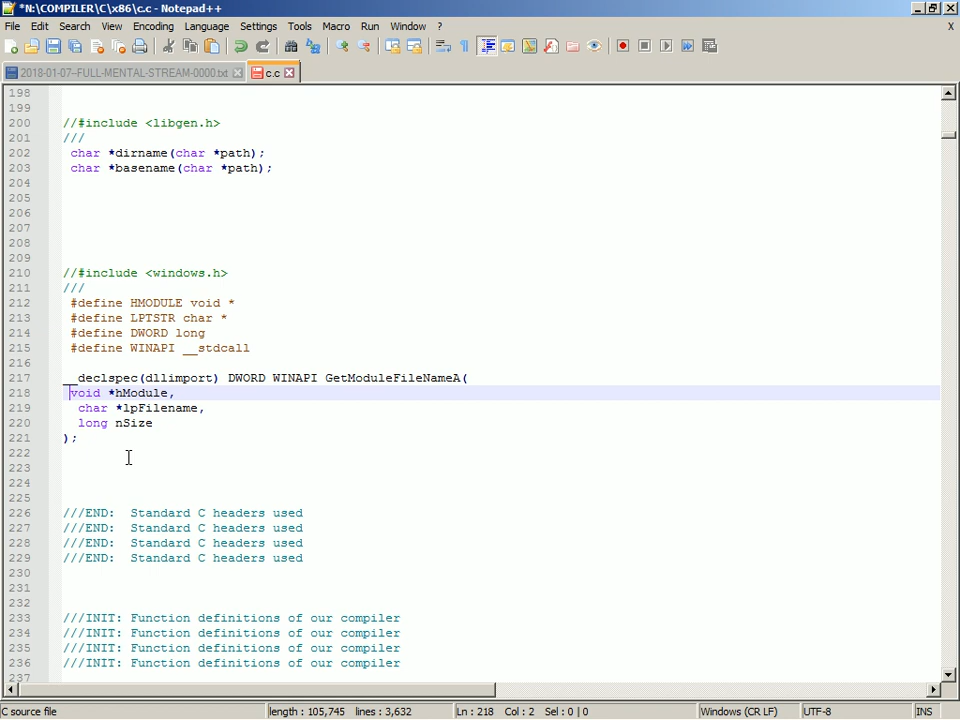 *N:\COMPILER\C\x86\c.c - Notepad++
File Edit Search View Encoding Language Settings Tools Macro Run Window ?
X
2018-01-07--FULL-MENTAL-STREAM-0000.txt
c.c
198
199
200 //#include <libgen.h>
201 ///
202 char *dirname(char *path);
203 char *basename(char *path);
204
205
206
207
208
209
210 //#include <windows.h>
211 ///
212 #define HMODULE void *
213 #define LPTSTR char *
214 #define DWORD long
215 #define WINAPI __stdcall
216
217 __declspec(dllimport) DWORD WINAPI GetModuleFileNameA(
218 void *hModule,
219 char *lpFilename,
220 long nSize
221 );
222
223
224
225
226 ///END:  Standard C headers used
227 ///END:  Standard C headers used
228 ///END:  Standard C headers used
229 ///END:  Standard C headers used
230
231
232
233 ///INIT: Function definitions of our compiler
234 ///INIT: Function definitions of our compiler
235 ///INIT: Function definitions of our compiler
236 ///INIT: Function definitions of our compiler
237
C source file
length : 105,745 lines : 3,632
Ln : 218 Col : 2 Sel : 0 | 0
Windows (CR LF)
UTF-8
INS